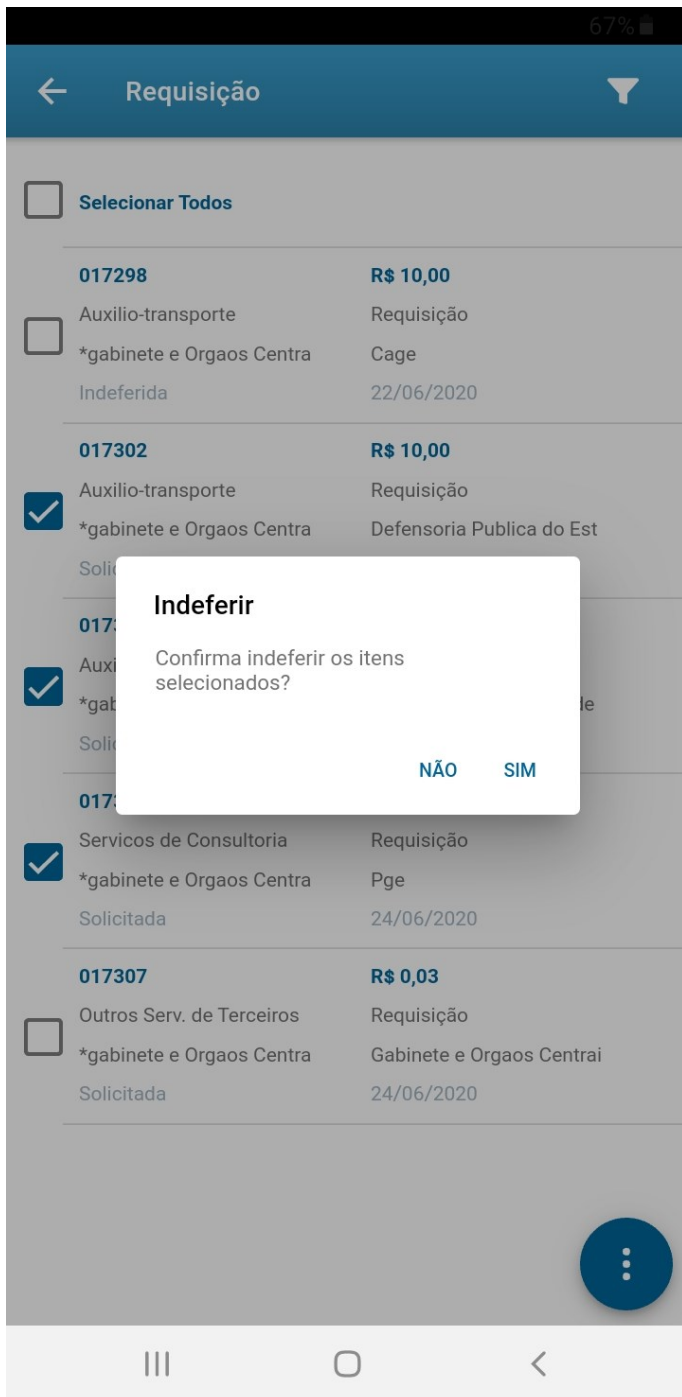 67%
Requisição
Selecionar Todos
017298 R$ 10,00
Auxilio-transporte Requisição
*gabinete e Orgaos Centra Cage
Indeferida 22/06/2020
017302 R$ 10,00
Auxilio-transporte Requisição
*gabinete e Orgaos Centra Defensoria Publica do Est
Indeferir
Confirma indeferir os itens
selecionados?
NÃO SIM
Servicos de Consultoria Requisição
*gabinete e Orgaos Centra Pge
Solicitada 24/06/2020
017307 R$ 0,03
Outros Serv. de Terceiros Requisição
*gabinete e Orgaos Centra Gabinete e Orgaos Centrai
Solicitada 24/06/2020